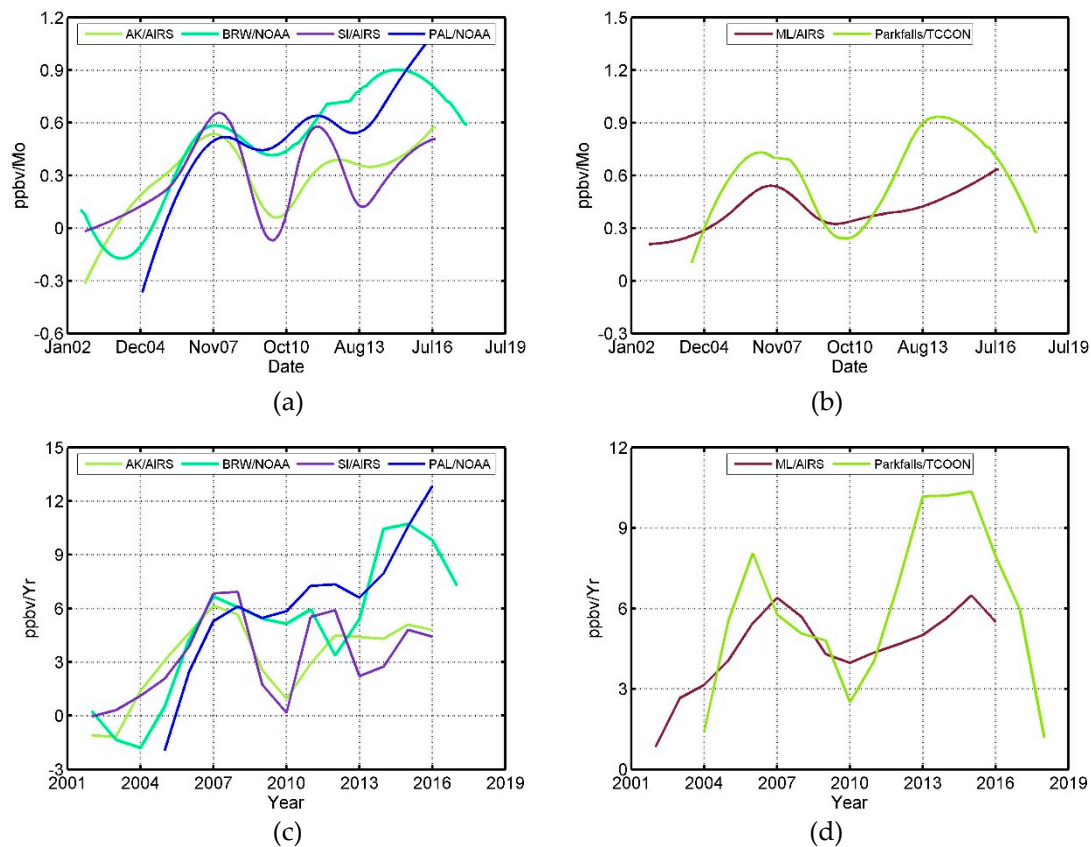 AK/AIRS BRW/NOAA SI/AIRS PAL/NOAA
ppbv/Mo
1.2
0.9
0.6
0.3
0
-0.3
-0.6
Jan02 Dec04 Nov07 Oct10 Aug13 Jul16 Jul19
Date
(a)
ML/AIRS Parkfalls/TCCON
ppbv/Mo
1.5
1.2
0.9
0.6
0.3
0
-0.3
Jan02 Dec04 Nov07 Oct10 Aug13 Jul16 Jul19
Date
(b)
AK/AIRS BRW/NOAA SI/AIRS PAL/NOAA
ppbv/Yr
15
12
9
6
3
0
-3
2001 2004 2007 2010 2013 2016 2019
Year
(c)
ML/AIRS Parkfalls/TCOON
ppbv/Yr
12
9
6
3
0
2001 2004 2007 2010 2013 2016 2019
Year
(d)